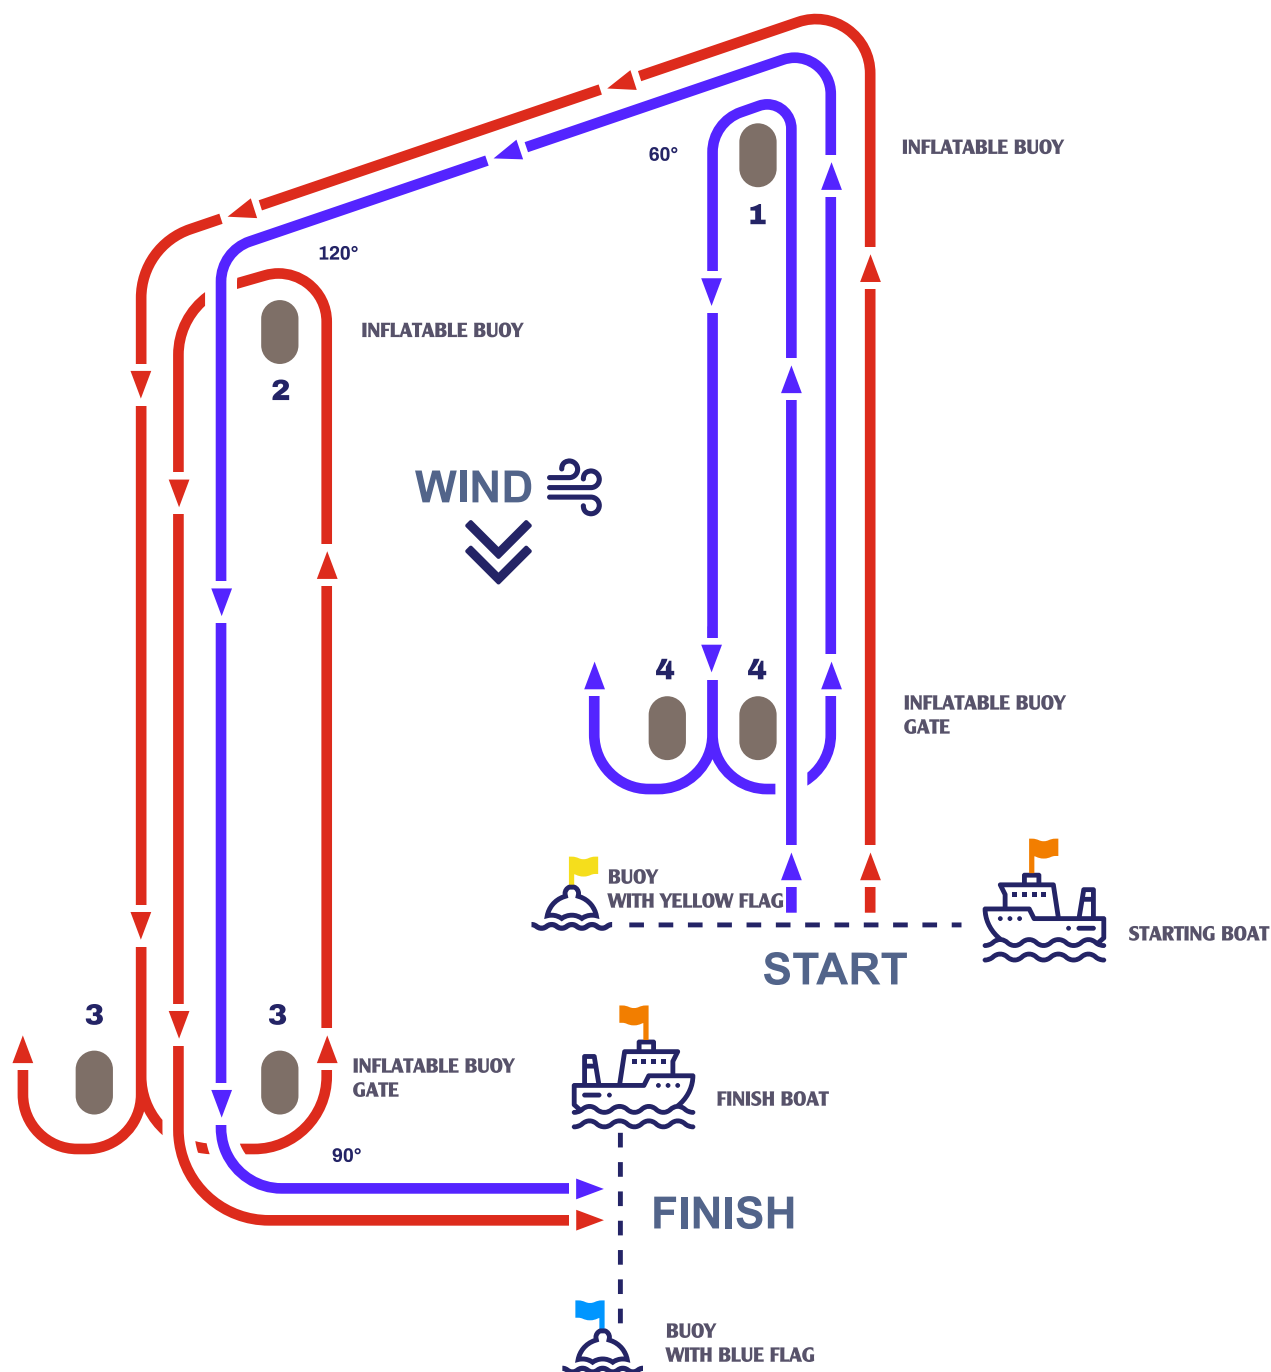 INFLATABLE BUOY
60°
1
120°
INFLATABLE BUOY
2
WIND
4
4
INFLATABLE BUOY
GATE
BUOY
WITH YELLOW FLAG
STARTING BOAT
START
3
3
INFLATABLE BUOY
GATE
FINISH BOAT
90°
FINISH
BUOY
WITH BLUE FLAG